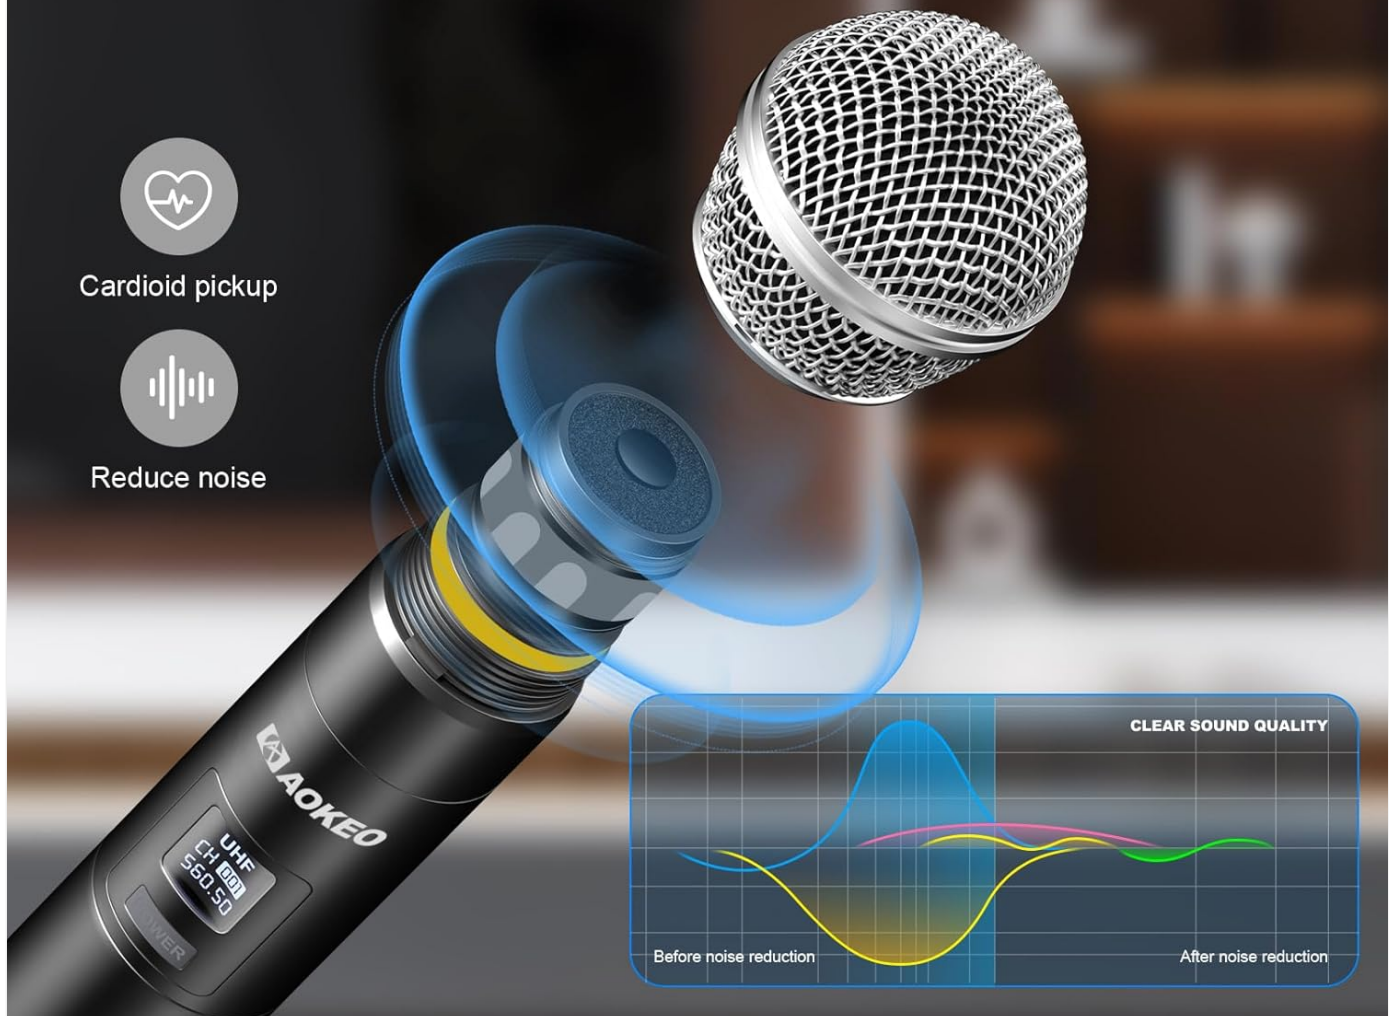 Cardioid pickup
Reduce noise
AOKEO
UHF
CH 001
560.50
POWER
CLEAR SOUND QUALITY
Before noise reduction
After noise reduction